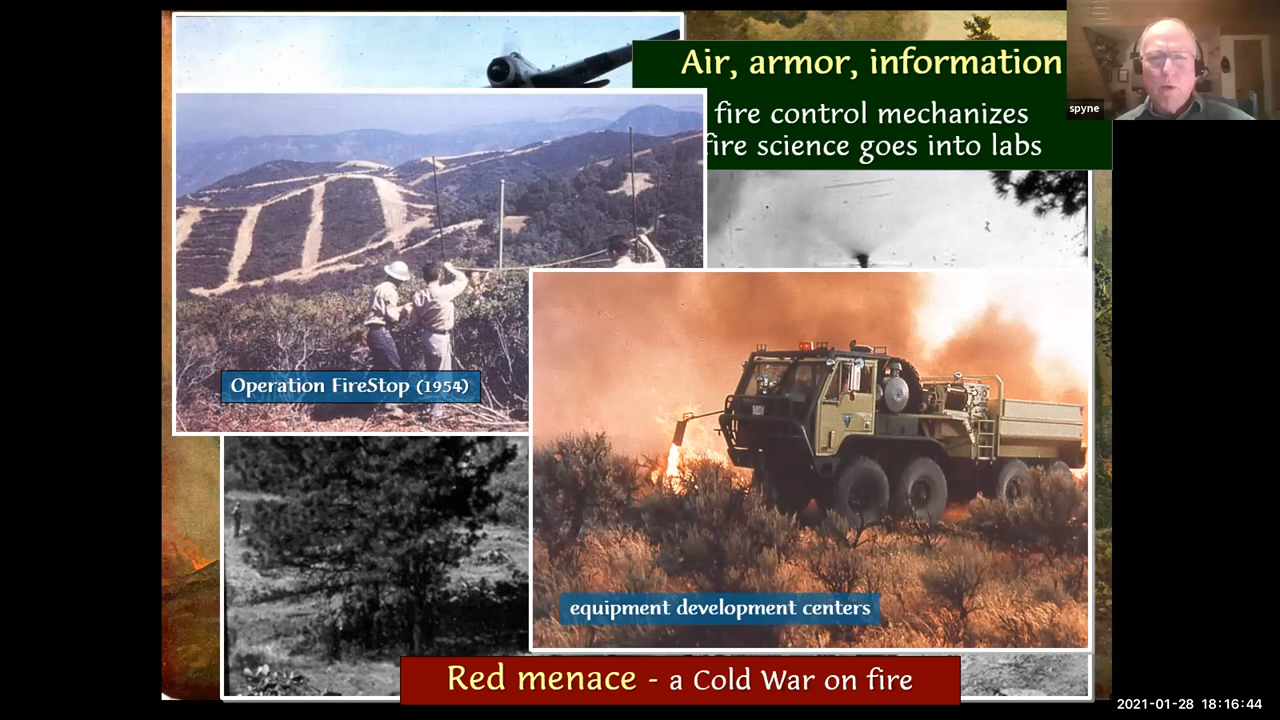 Air, armor, information
fire control mechanizes
fire science goes into labs
spyne
Operation FireStop (1954)
equipment development centers
Red menace - a Cold War on fire
2021-01-28 18:16:44